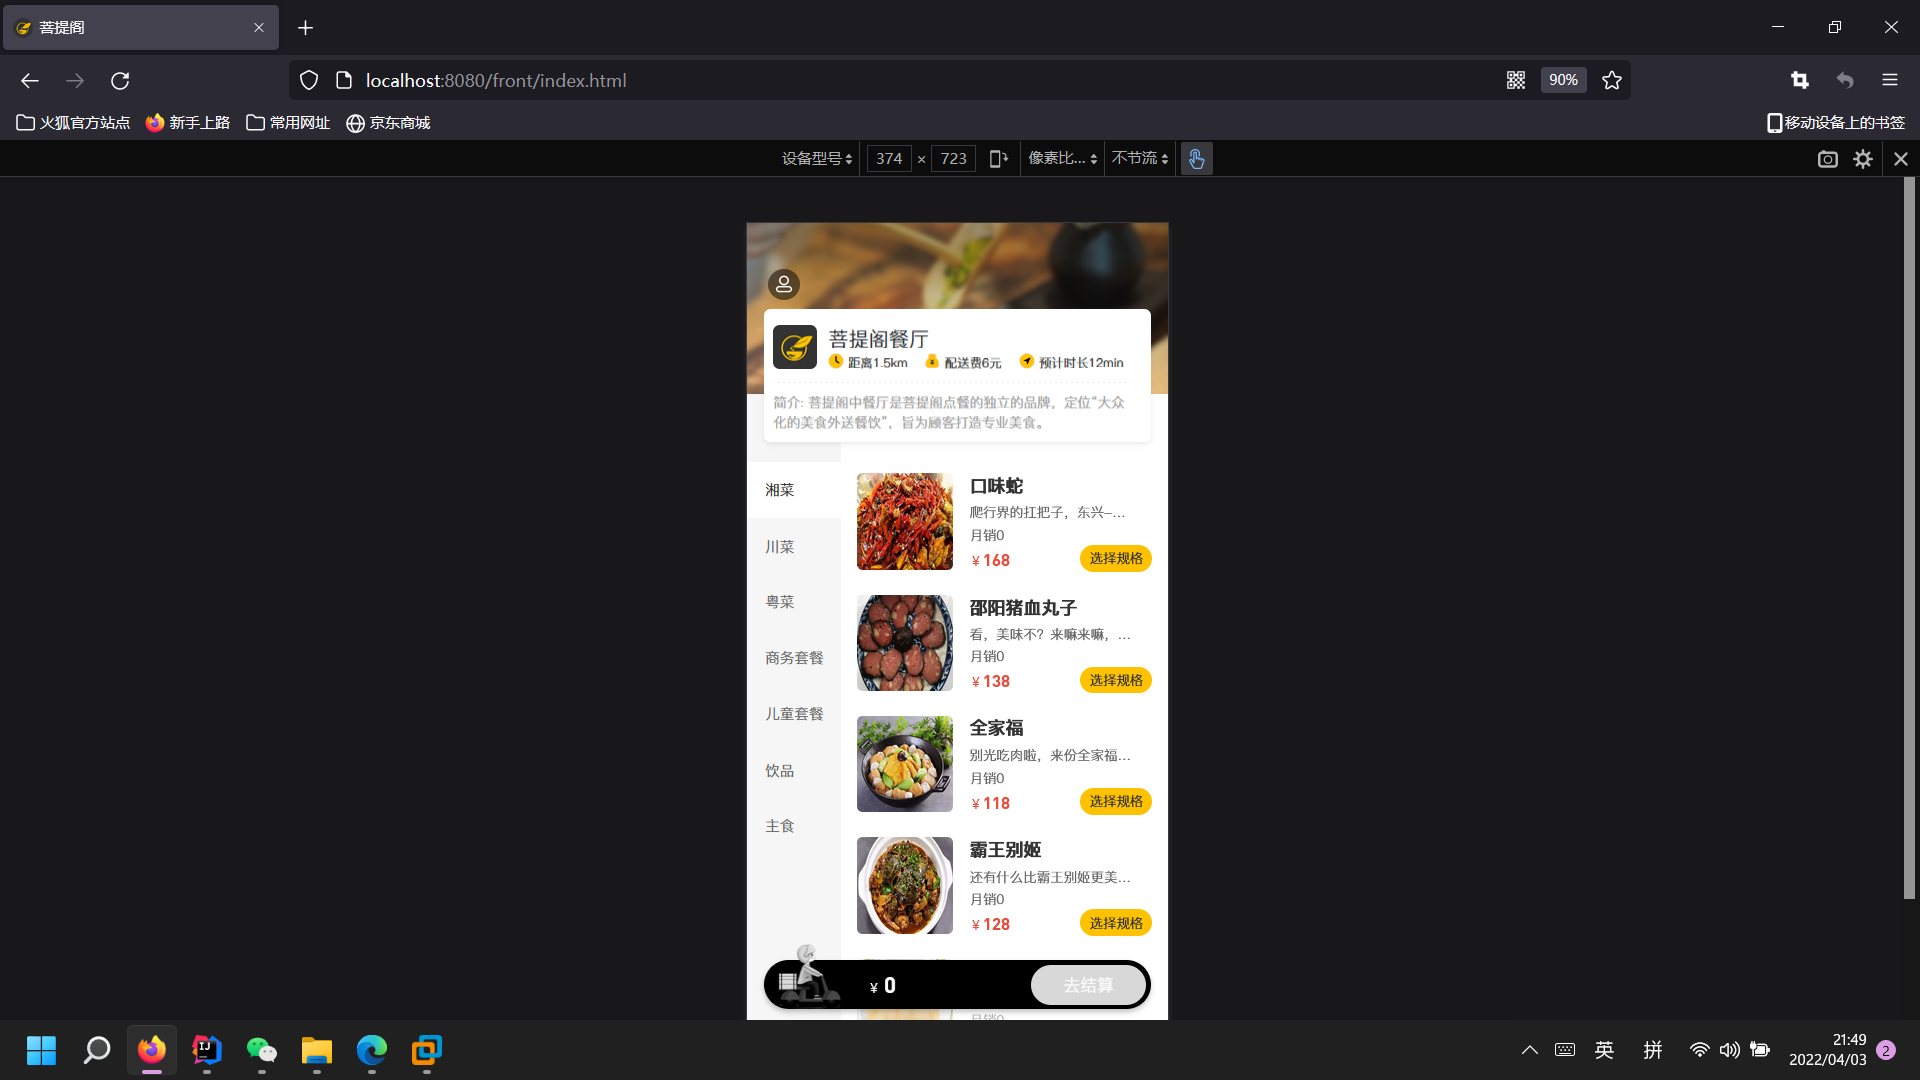 菩提阁
localhost:8080/front/index.html
90%
火狐官方站点
新手上路
常用网址
京东商城
移动设备上的书签
设备型号
374 × 723
像素比...
不节流
菩提阁餐厅
距离1.5km
配送费6元
预计时长12min
简介: 菩提阁中餐厅是菩提阁点餐的独立的品牌，定位“大众
化的美食外送餐饮”，旨为顾客打造专业美食。
湘菜
川菜
粤菜
商务套餐
儿童套餐
饮品
主食
口味蛇
爬行界的扛把子，东兴-...
月销0
¥168
选择规格
邵阳猪血丸子
看，美味不？来嘛来嘛，...
月销0
¥138
选择规格
全家福
别光吃肉啦，来份全家福...
月销0
¥118
选择规格
霸王别姬
还有什么比霸王别姬更美...
月销0
¥128
选择规格
¥ 0
去结算
月销0
英
拼
21:49
2022/04/03
2